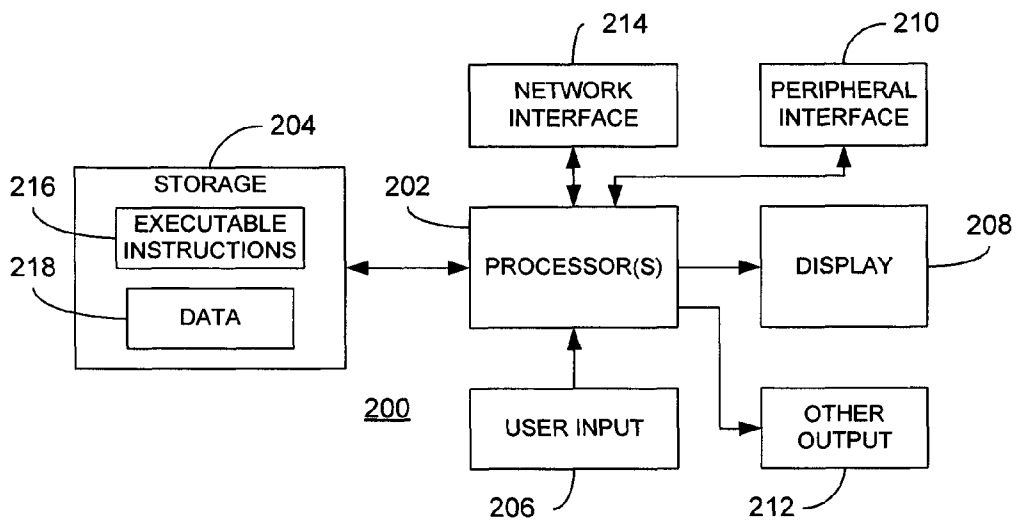 214
210
NETWORK
INTERFACE
PERIPHERAL
INTERFACE
204
STORAGE
216
EXECUTABLE
INSTRUCTIONS
218
DATA
202
PROCESSOR(S)
DISPLAY
208
200
USER INPUT
206
OTHER
OUTPUT
212